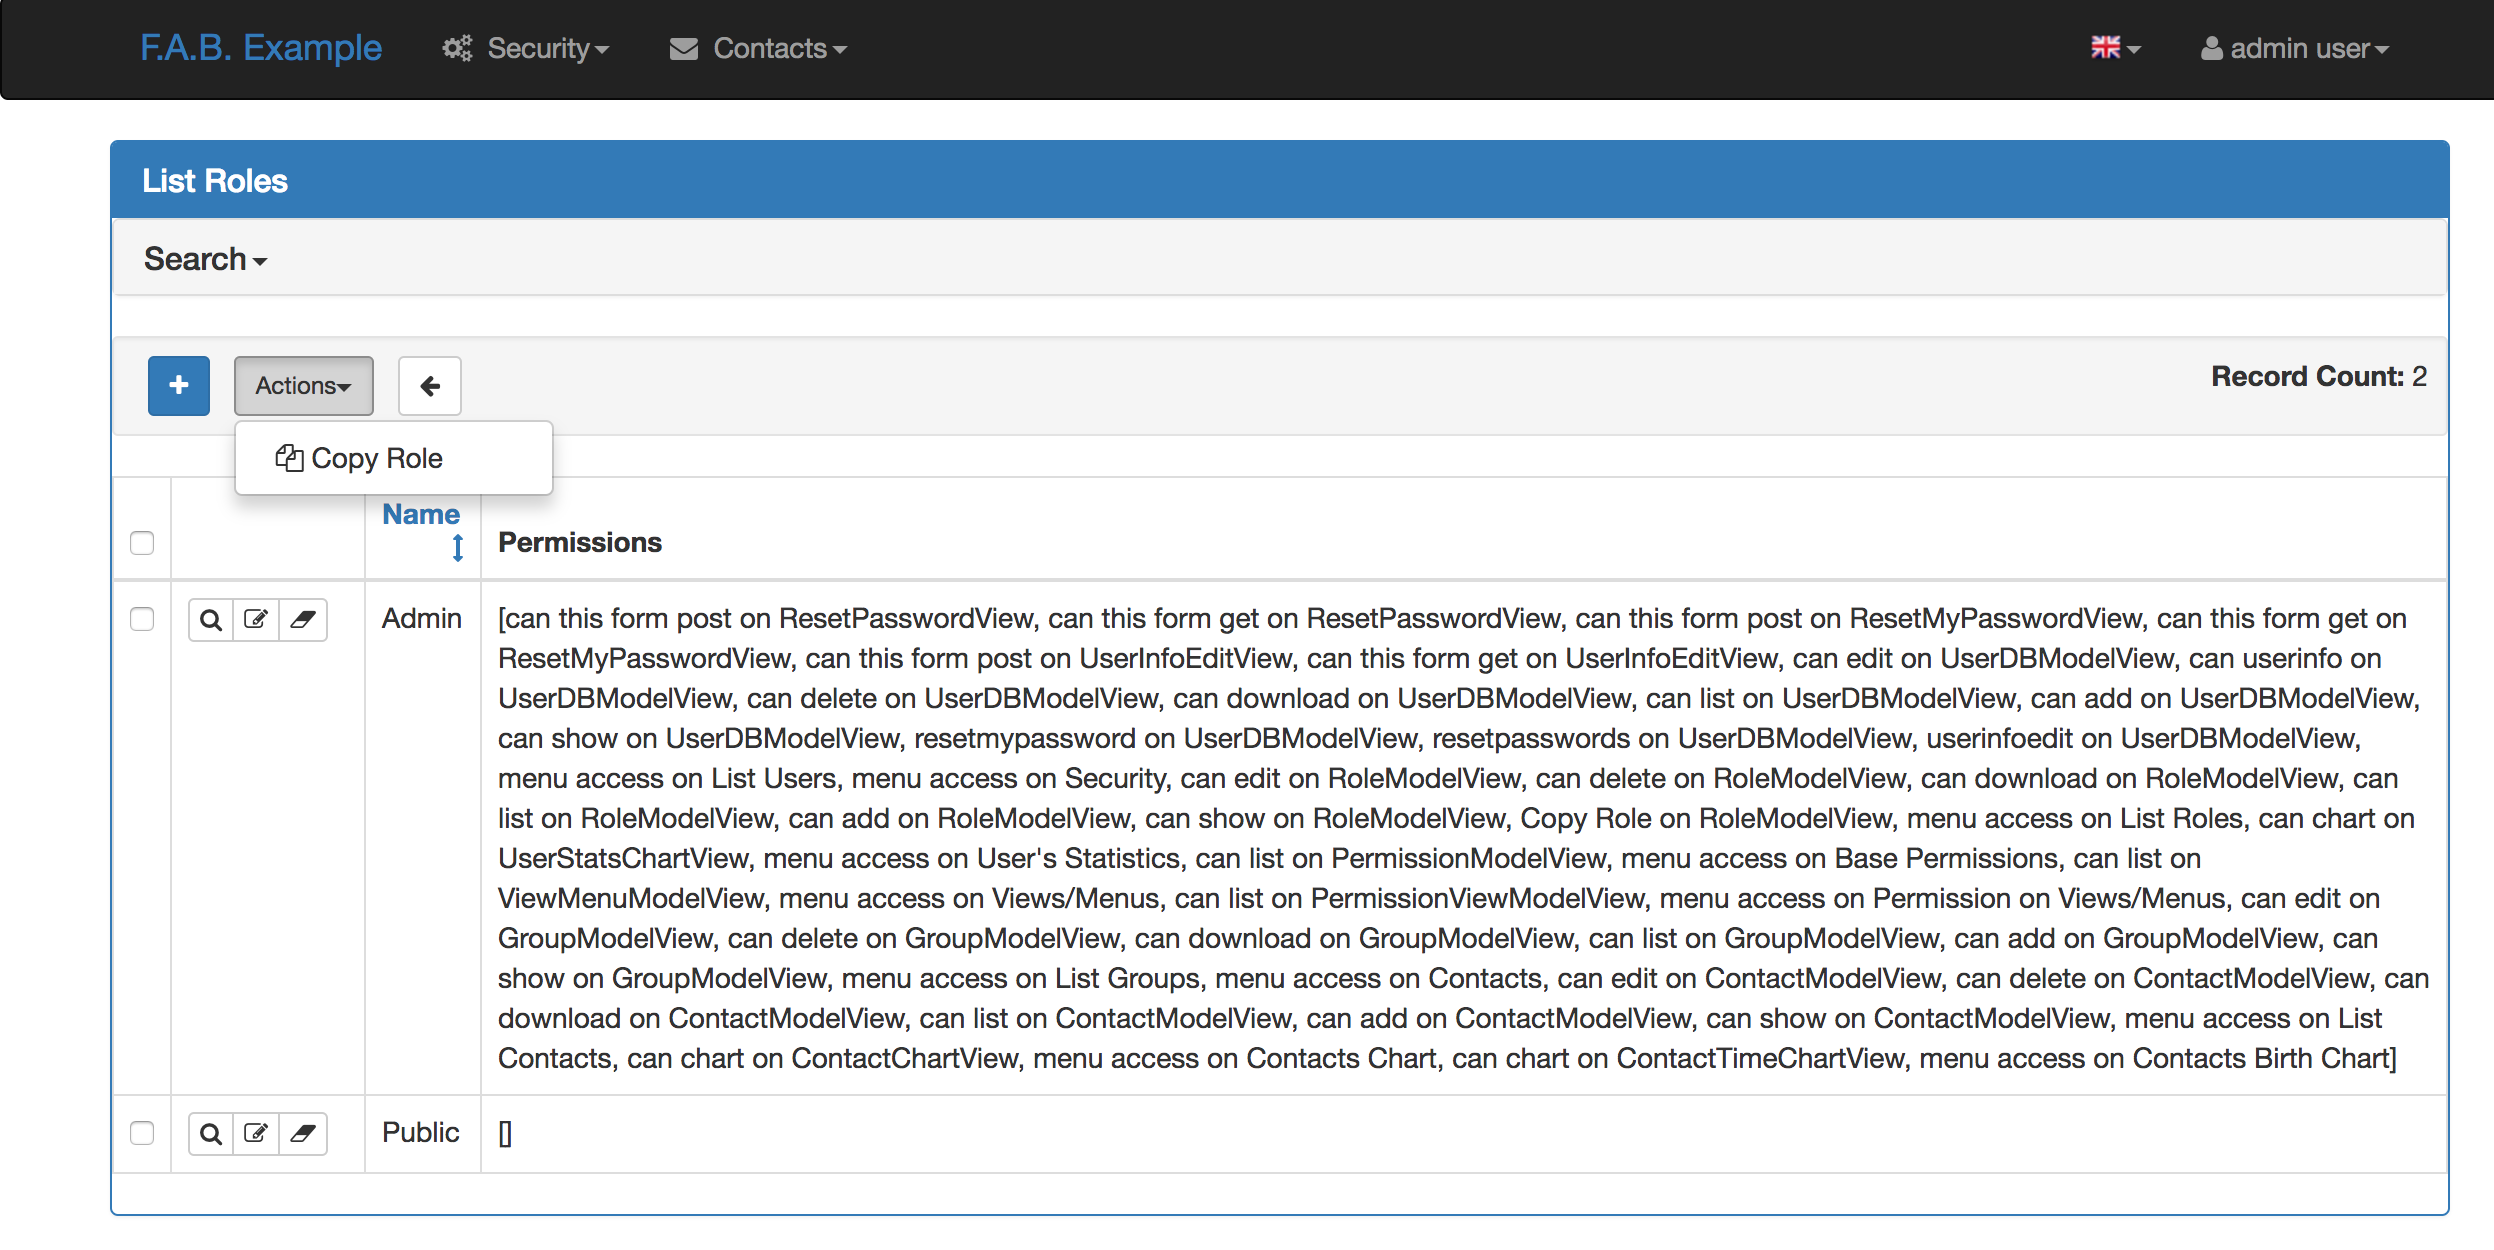 F.A.B. Example Security Contacts admin user
List Roles
Search
Actions Record Count: 2
Copy Role
Name
Permissions
Admin [can this form post on ResetPasswordView, can this form get on ResetPasswordView, can this form post on ResetMyPasswordView, can this form get on
ResetMyPasswordView, can this form post on UserInfoEditView, can this form get on UserInfoEditView, can edit on UserDBModelView, can userinfo on
UserDBModelView, can delete on UserDBModelView, can download on UserDBModelView, can list on UserDBModelView, can add on UserDBModelView,
can show on UserDBModelView, resetmypassword on UserDBModelView, resetpasswords on UserDBModelView, userinfoedit on UserDBModelView,
menu access on List Users, menu access on Security, can edit on RoleModelView, can delete on RoleModelView, can download on RoleModelView, can
list on RoleModelView, can add on RoleModelView, can show on RoleModelView, Copy Role on RoleModelView, menu access on List Roles, can chart on
UserStatsChartView, menu access on User's Statistics, can list on PermissionModelView, menu access on Base Permissions, can list on
ViewMenuModelView, menu access on Views/Menus, can list on PermissionViewModelView, menu access on Permission on Views/Menus, can edit on
GroupModelView, can delete on GroupModelView, can download on GroupModelView, can list on GroupModelView, can add on GroupModelView, can
show on GroupModelView, menu access on List Groups, menu access on Contacts, can edit on ContactModelView, can delete on ContactModelView, can
download on ContactModelView, can list on ContactModelView, can add on ContactModelView, can show on ContactModelView, menu access on List
Contacts, can chart on ContactChartView, menu access on Contacts Chart, can chart on ContactTimeChartView, menu access on Contacts Birth Chart]
Public []